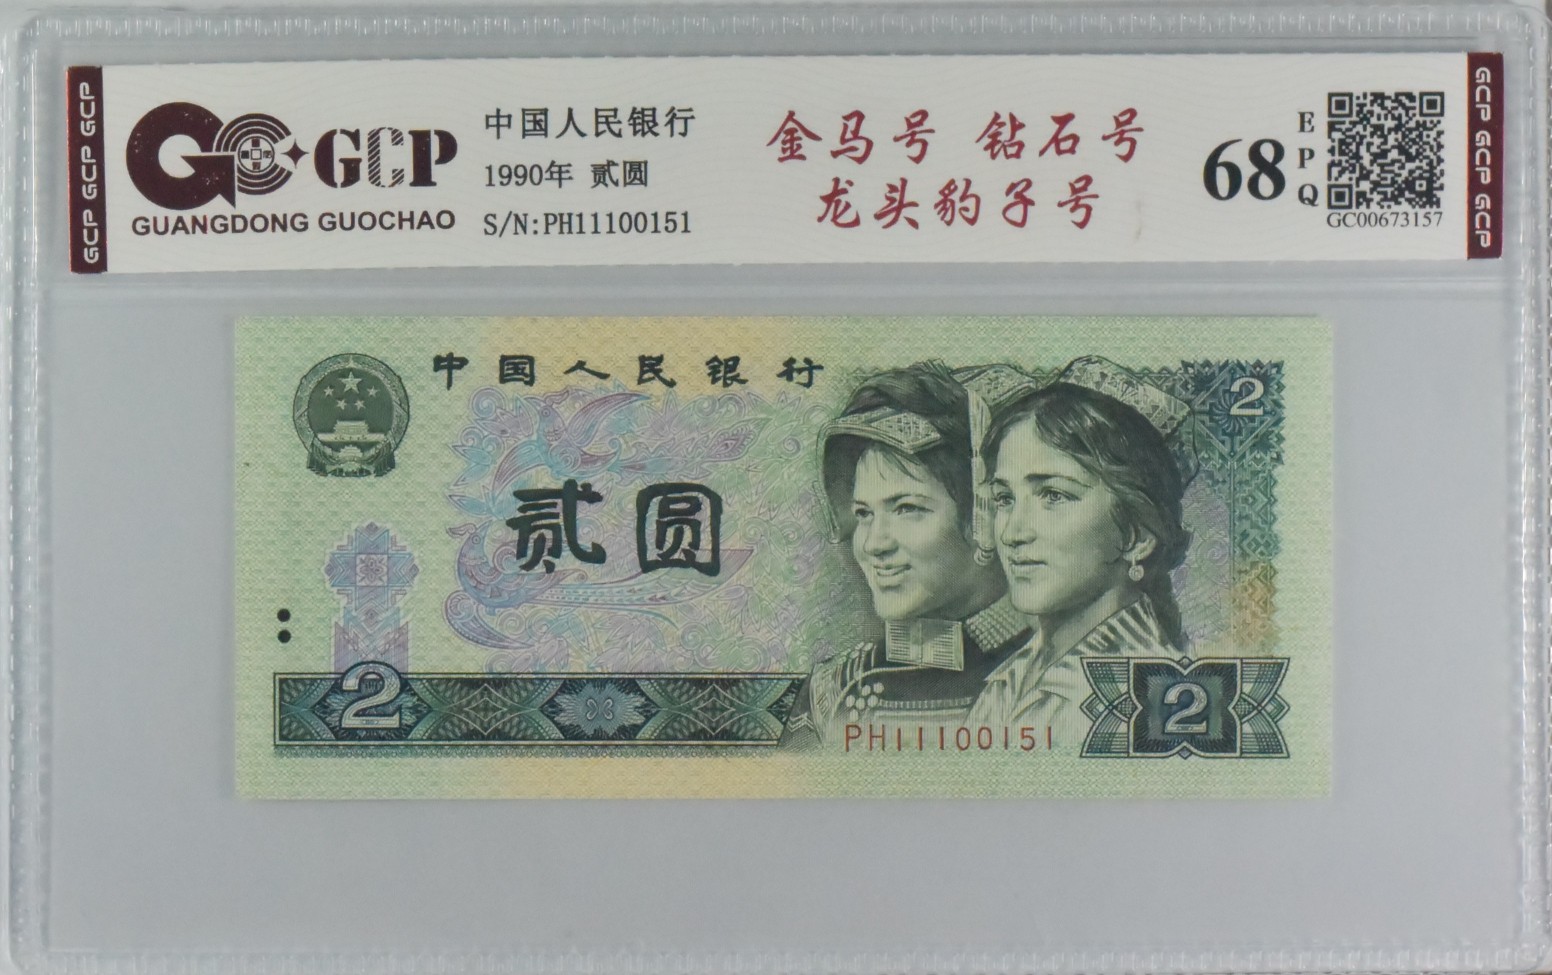 GCP GCP GCP
GCP
GUANGDONG GUOCHAO
中国人民银行
1990年 贰圆
S/N:PH11100151
金马号 钻石号
龙头豹子号
68
EPQ
GC00673157
GCP GCP GCP
中国人民银行
2
贰圆
2
PH11100151
2